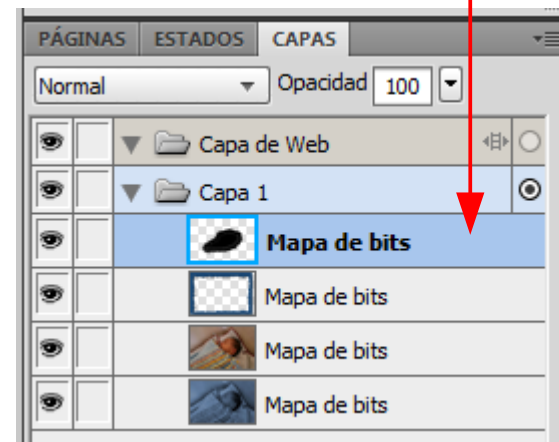 PÁGINAS ESTADOS CAPAS
Normal Opacidad 100
Capa de Web
Capa 1
Mapa de bits
Mapa de bits
Mapa de bits
Mapa de bits